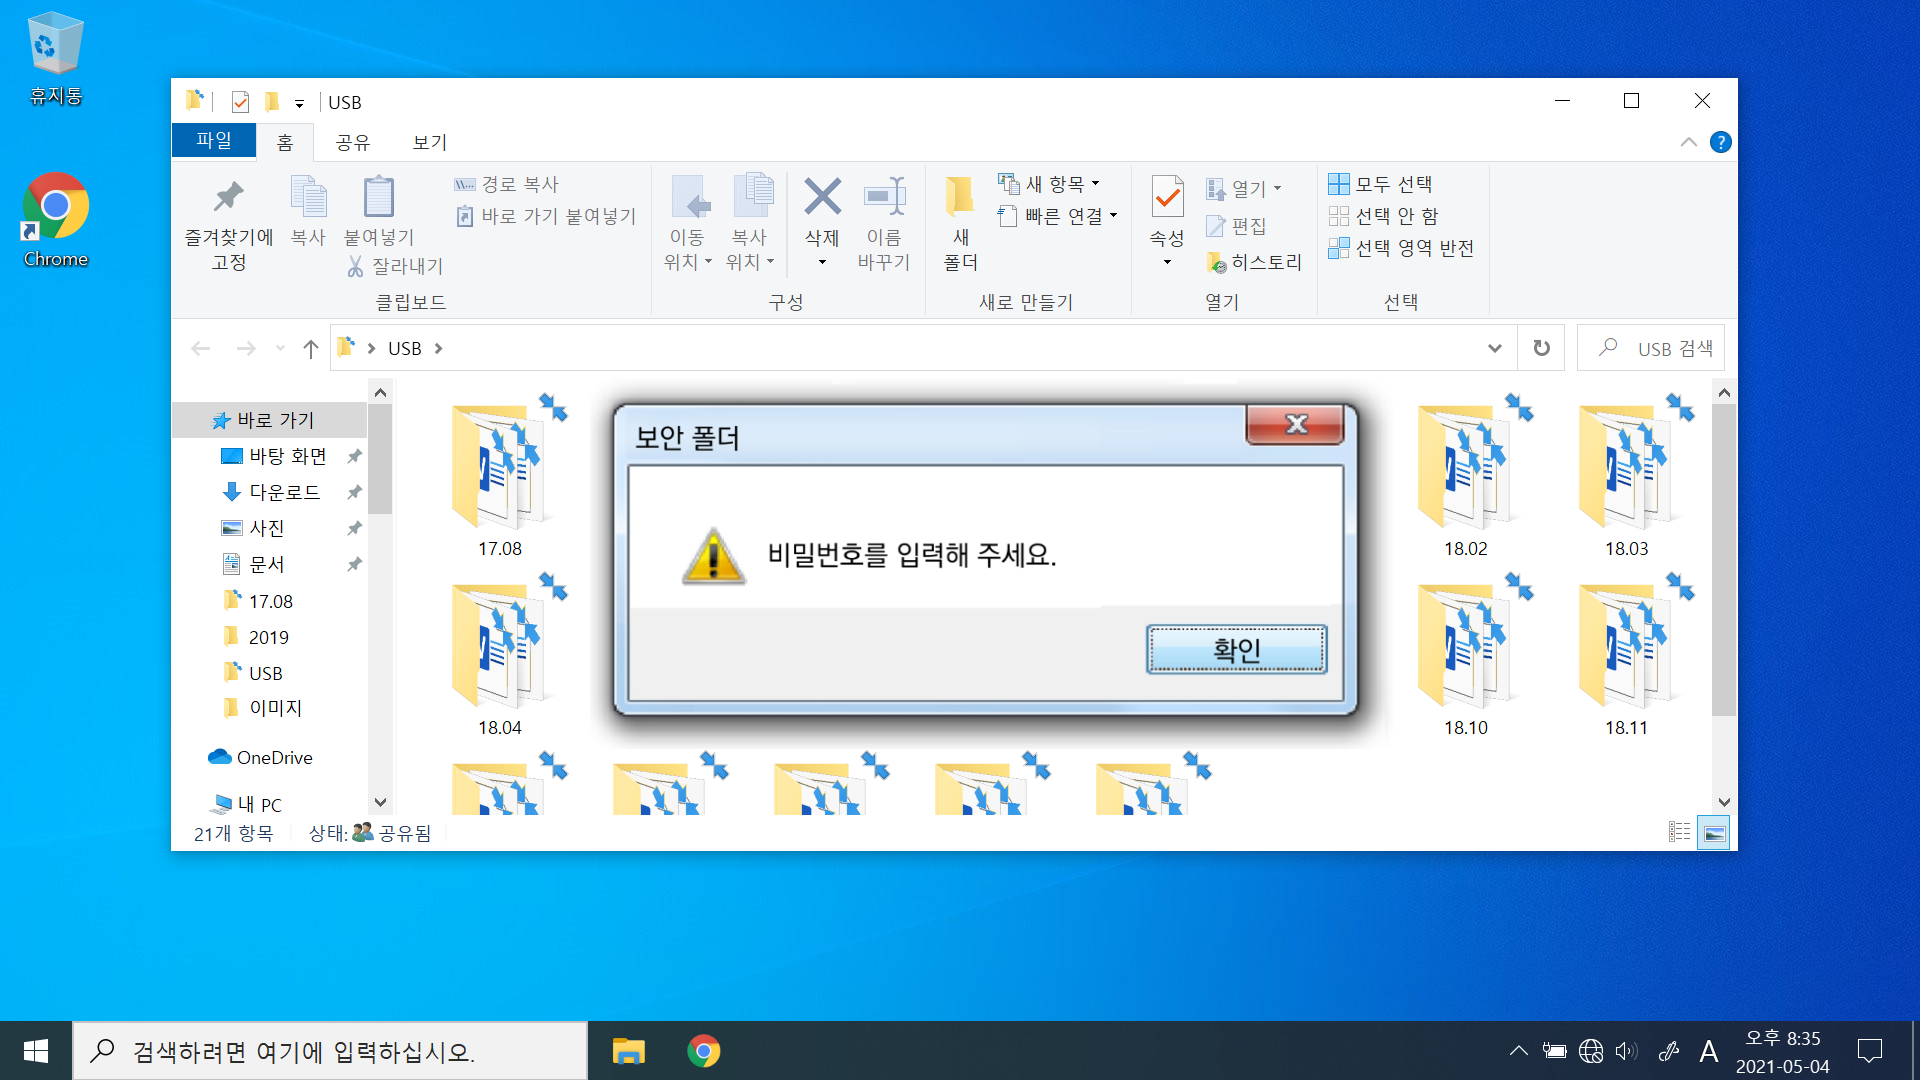 휴지통
Chrome
USB
파일 홈 공유 보기
즐겨찾기에
고정
복사
붙여넣기
잘라내기
경로 복사
바로 가기 붙여넣기
클립보드
이동
위치
복사
위치
삭제
이름
바꾸기
구성
새
폴더
새 항목
빠른 연결
새로 만들기
속성
열기
편집
히스토리
열기
모두 선택
선택 안 함
선택 영역 반전
선택
USB
USB 검색
바로 가기
바탕 화면
다운로드
사진
문서
17.08
2019
USB
이미지
OneDrive
내 PC
17.08
18.02
18.03
18.04
18.10
18.11
보안 폴더
비밀번호를 입력해 주세요.
확인
21개 항목 상태: 공유됨
검색하려면 여기에 입력하십시오.
A
오후 8:35
2021-05-04